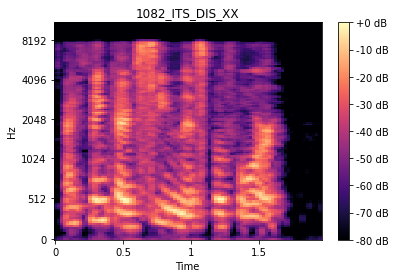 1082_ITS_DIS_XX
+0 dB
8192
-10 dB
4096
-20 dB
-30 dB
2048
Hz
-40 dB
1024
-50 dB
512
-60 dB
-70 dB
0
-80 dB
0
0.5
1
1.5
Time